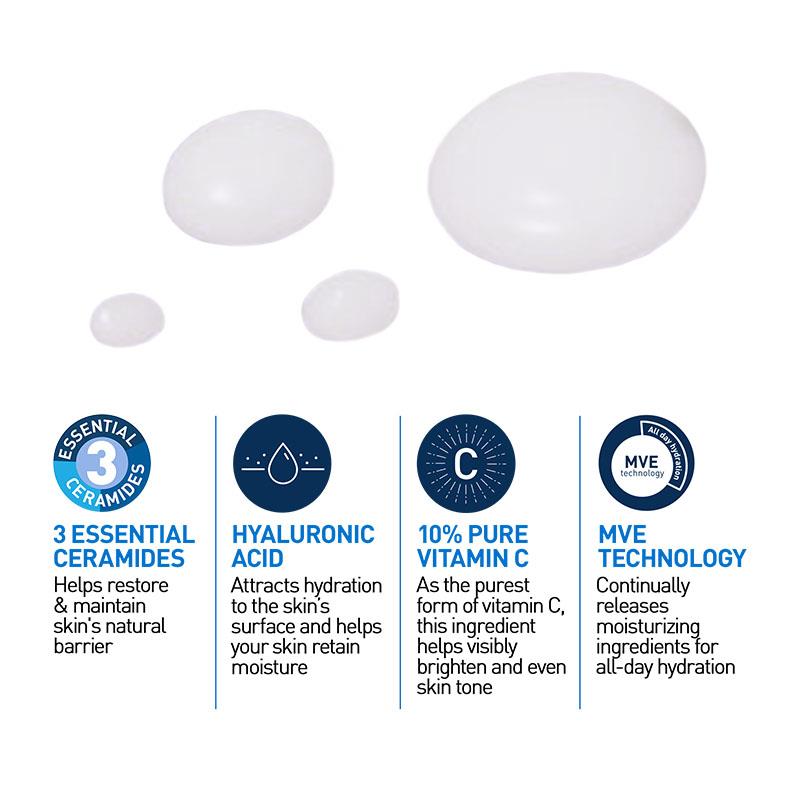 ESSENTIAL
3
CERAMIDES
3 ESSENTIAL
CERAMIDES
Helps restore
& maintain
skin's natural
barrier
HYALURONIC
ACID
Attracts hydration
to the skin's
surface and helps
your skin retain
moisture
C
10% PURE
VITAMIN C
As the purest
form of vitamin C,
this ingredient
helps visibly
brighten and even
skin tone
All day hydration
MVE
technology
MVE
TECHNOLOGY
Continually
releases
moisturizing
ingredients for
all-day hydration